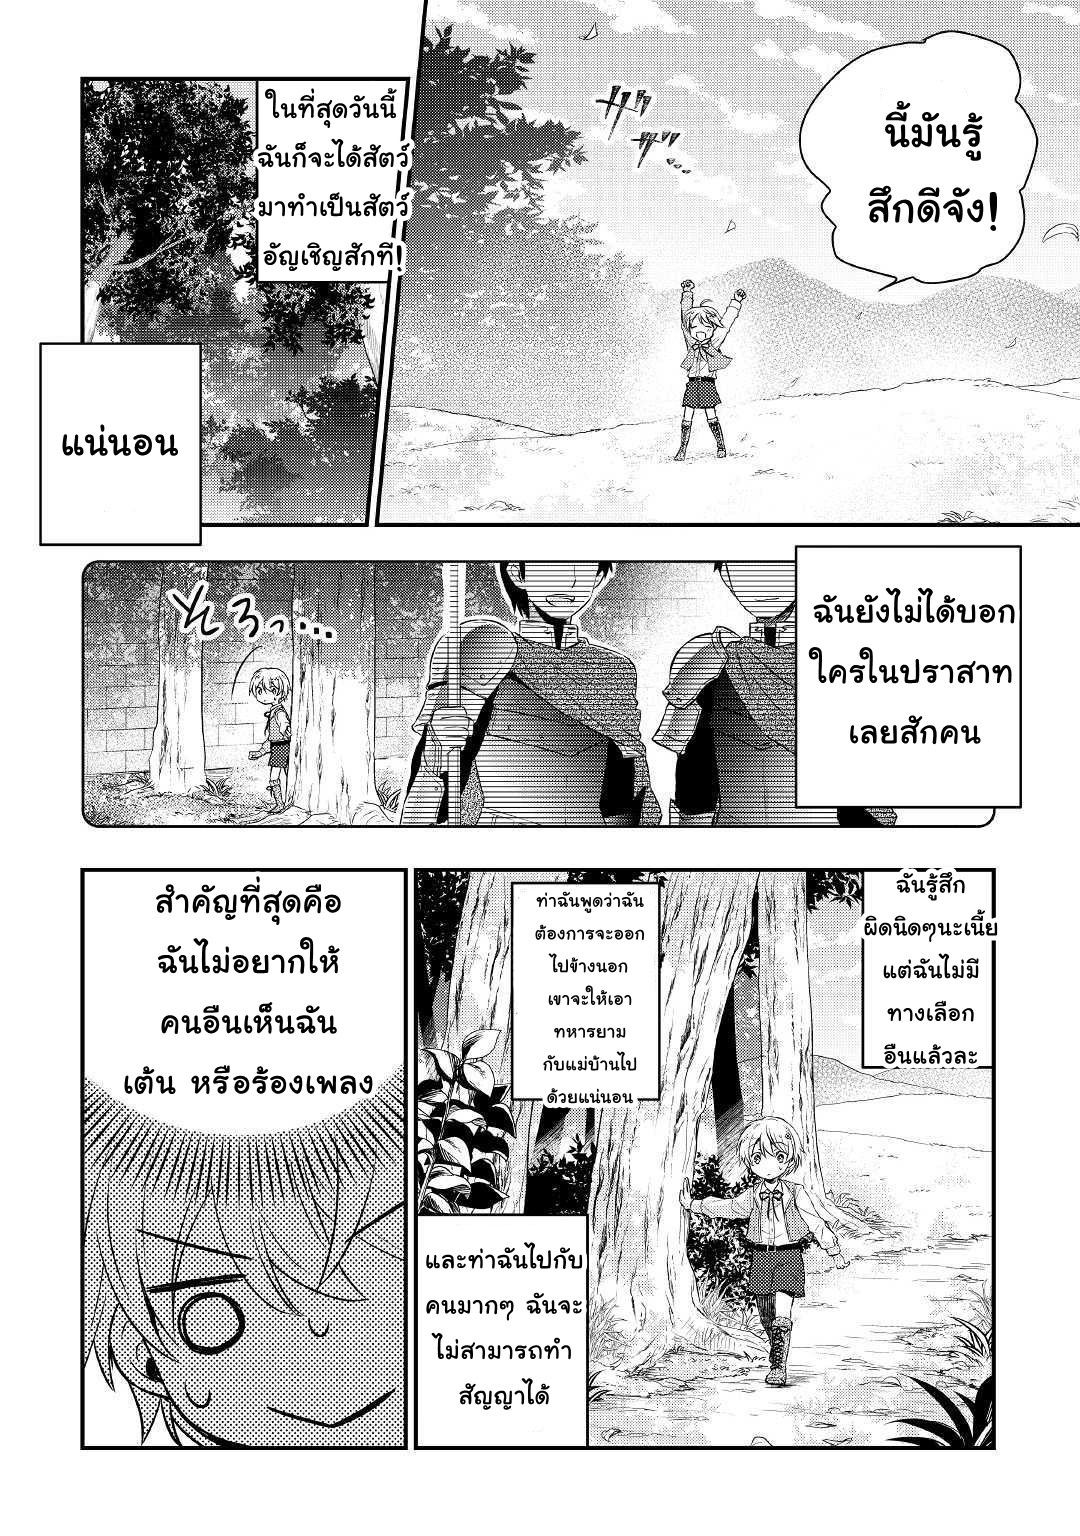 นี้มันรู้
สึกดีจัง!
ザザ...
ในที่สุดวันนี้
ฉันก็จะได้สัตว์
มาทำเป็นสัตว์
อัญเชิญสักที!
แน่นอน
ฉันยังไม่ได้บอก
ใครในปราสาท
เลยสักคน
そろっ...
ฉันรู้สึก
ผิดนิดๆนะเนี้ย
แต่ฉันไม่มี
ทางเลือก
อืนแล้วละ
ท่าฉันพูดว่าฉัน
ต้องการจะออก
ไปข้างนอก
เขาจะให้เอา
ทหารยาม
กับแม่บ้านไป
ด้วยแน่นอน
และท่าฉันไปกับ
คนมากๆ ฉันจะ
ไม่สามารถทำ
สัญญาได้
สำคัญที่สุดคือ
ฉันไม่อยากให้
คนอืนเห็นฉัน
เต้น หรือร้องเพลง